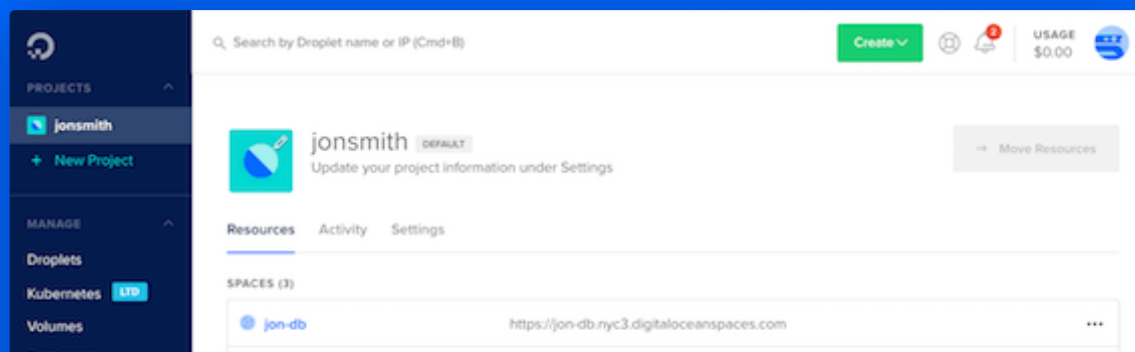 Search by Droplet name or IP (Cmd+B)
Create
2
USAGE
$0.00
PROJECTS
jonsmith
+ New Project
MANAGE
Droplets
Kubernetes LTD
Volumes
jonsmith DEFAULT
Update your project information under Settings
→ Move Resources
Resources Activity Settings
SPACES (3)
jon-db https://jon-db.nyc3.digitaloceanspaces.com ...